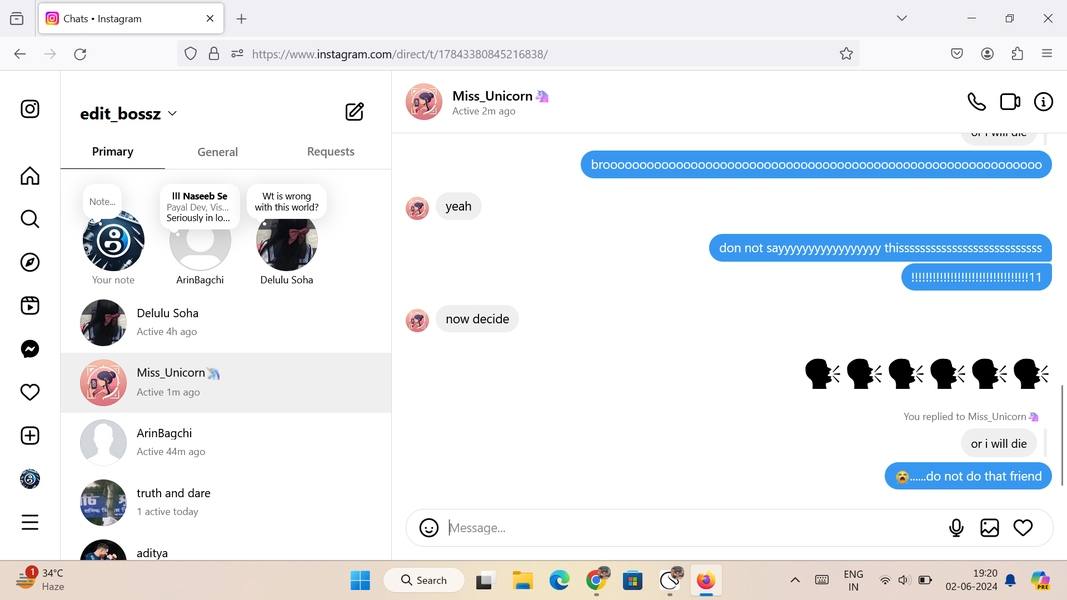 Chats • Instagram
https://www.instagram.com/direct/t/17843380845216838/
edit_bossz
Primary
General
Requests
Note...
lll Naseeb Se
Payal Dev, Vis...
Seriously in lo...
Wt is wrong
with this world?
Your note
ArinBagchi
Delulu Soha
Delulu Soha
Active 4h ago
Miss_Unicorn🦄
Active 1m ago
ArinBagchi
Active 44m ago
truth and dare
1 active today
aditya
Miss_Unicorn🦄
Active 2m ago
or i will die
yeah
don not sayyyyyyyyyyyyyyyyy thisssssssssssssssssssssssssss
now decide
🗣🗣🗣🗣🗣🗣
You replied to Miss_Unicorn🦄
or i will die
😭......do not do that friend
Message...
1
34°C
Haze
Search
ENG
IN
19:20
02-06-2024
PRE